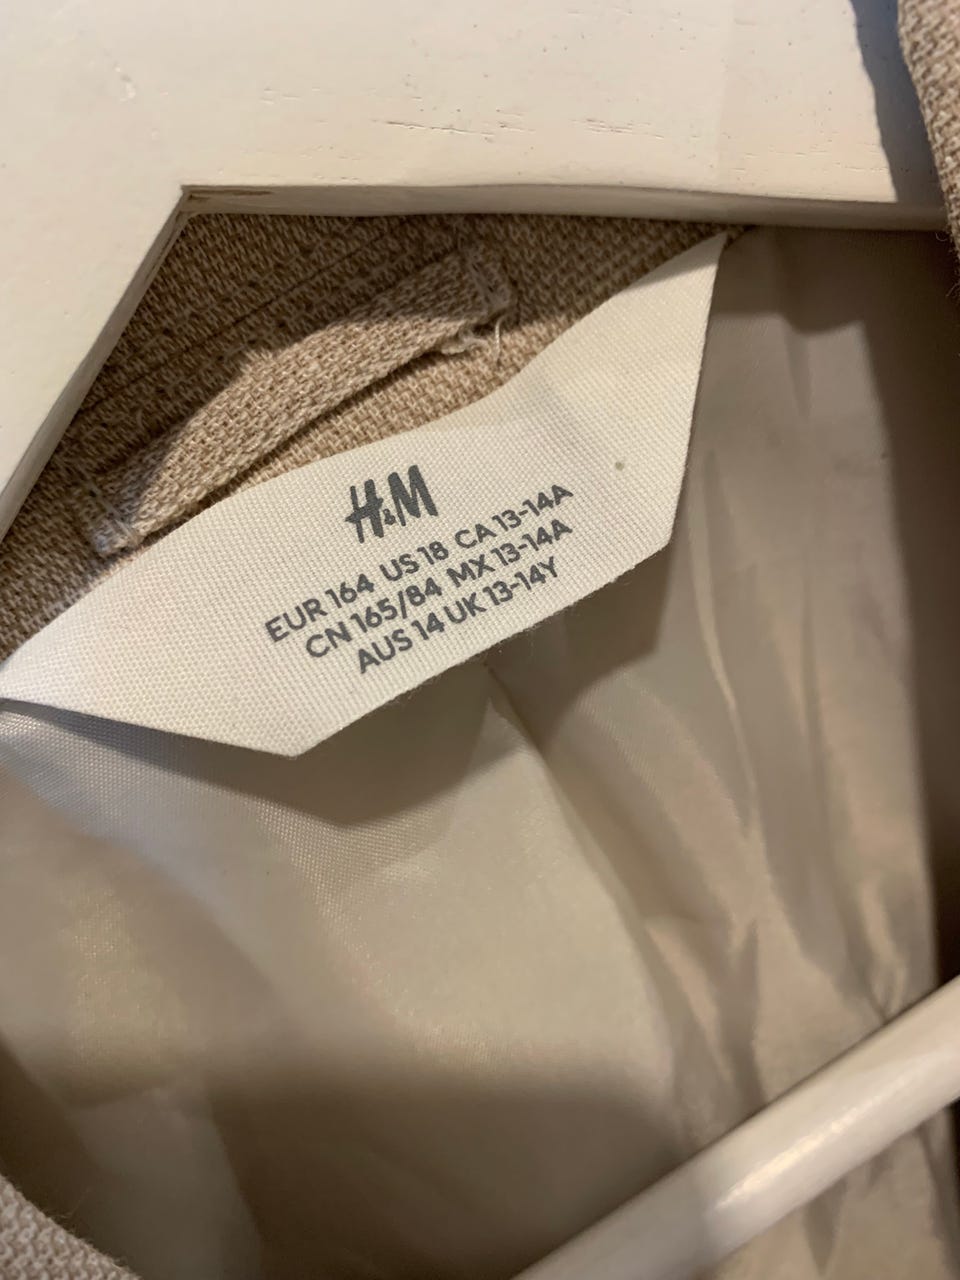 H&M
EUR 164 US 18 CA 13-14A
CN 165/84 MX 13-14A
AUS 14 UK 13-14Y